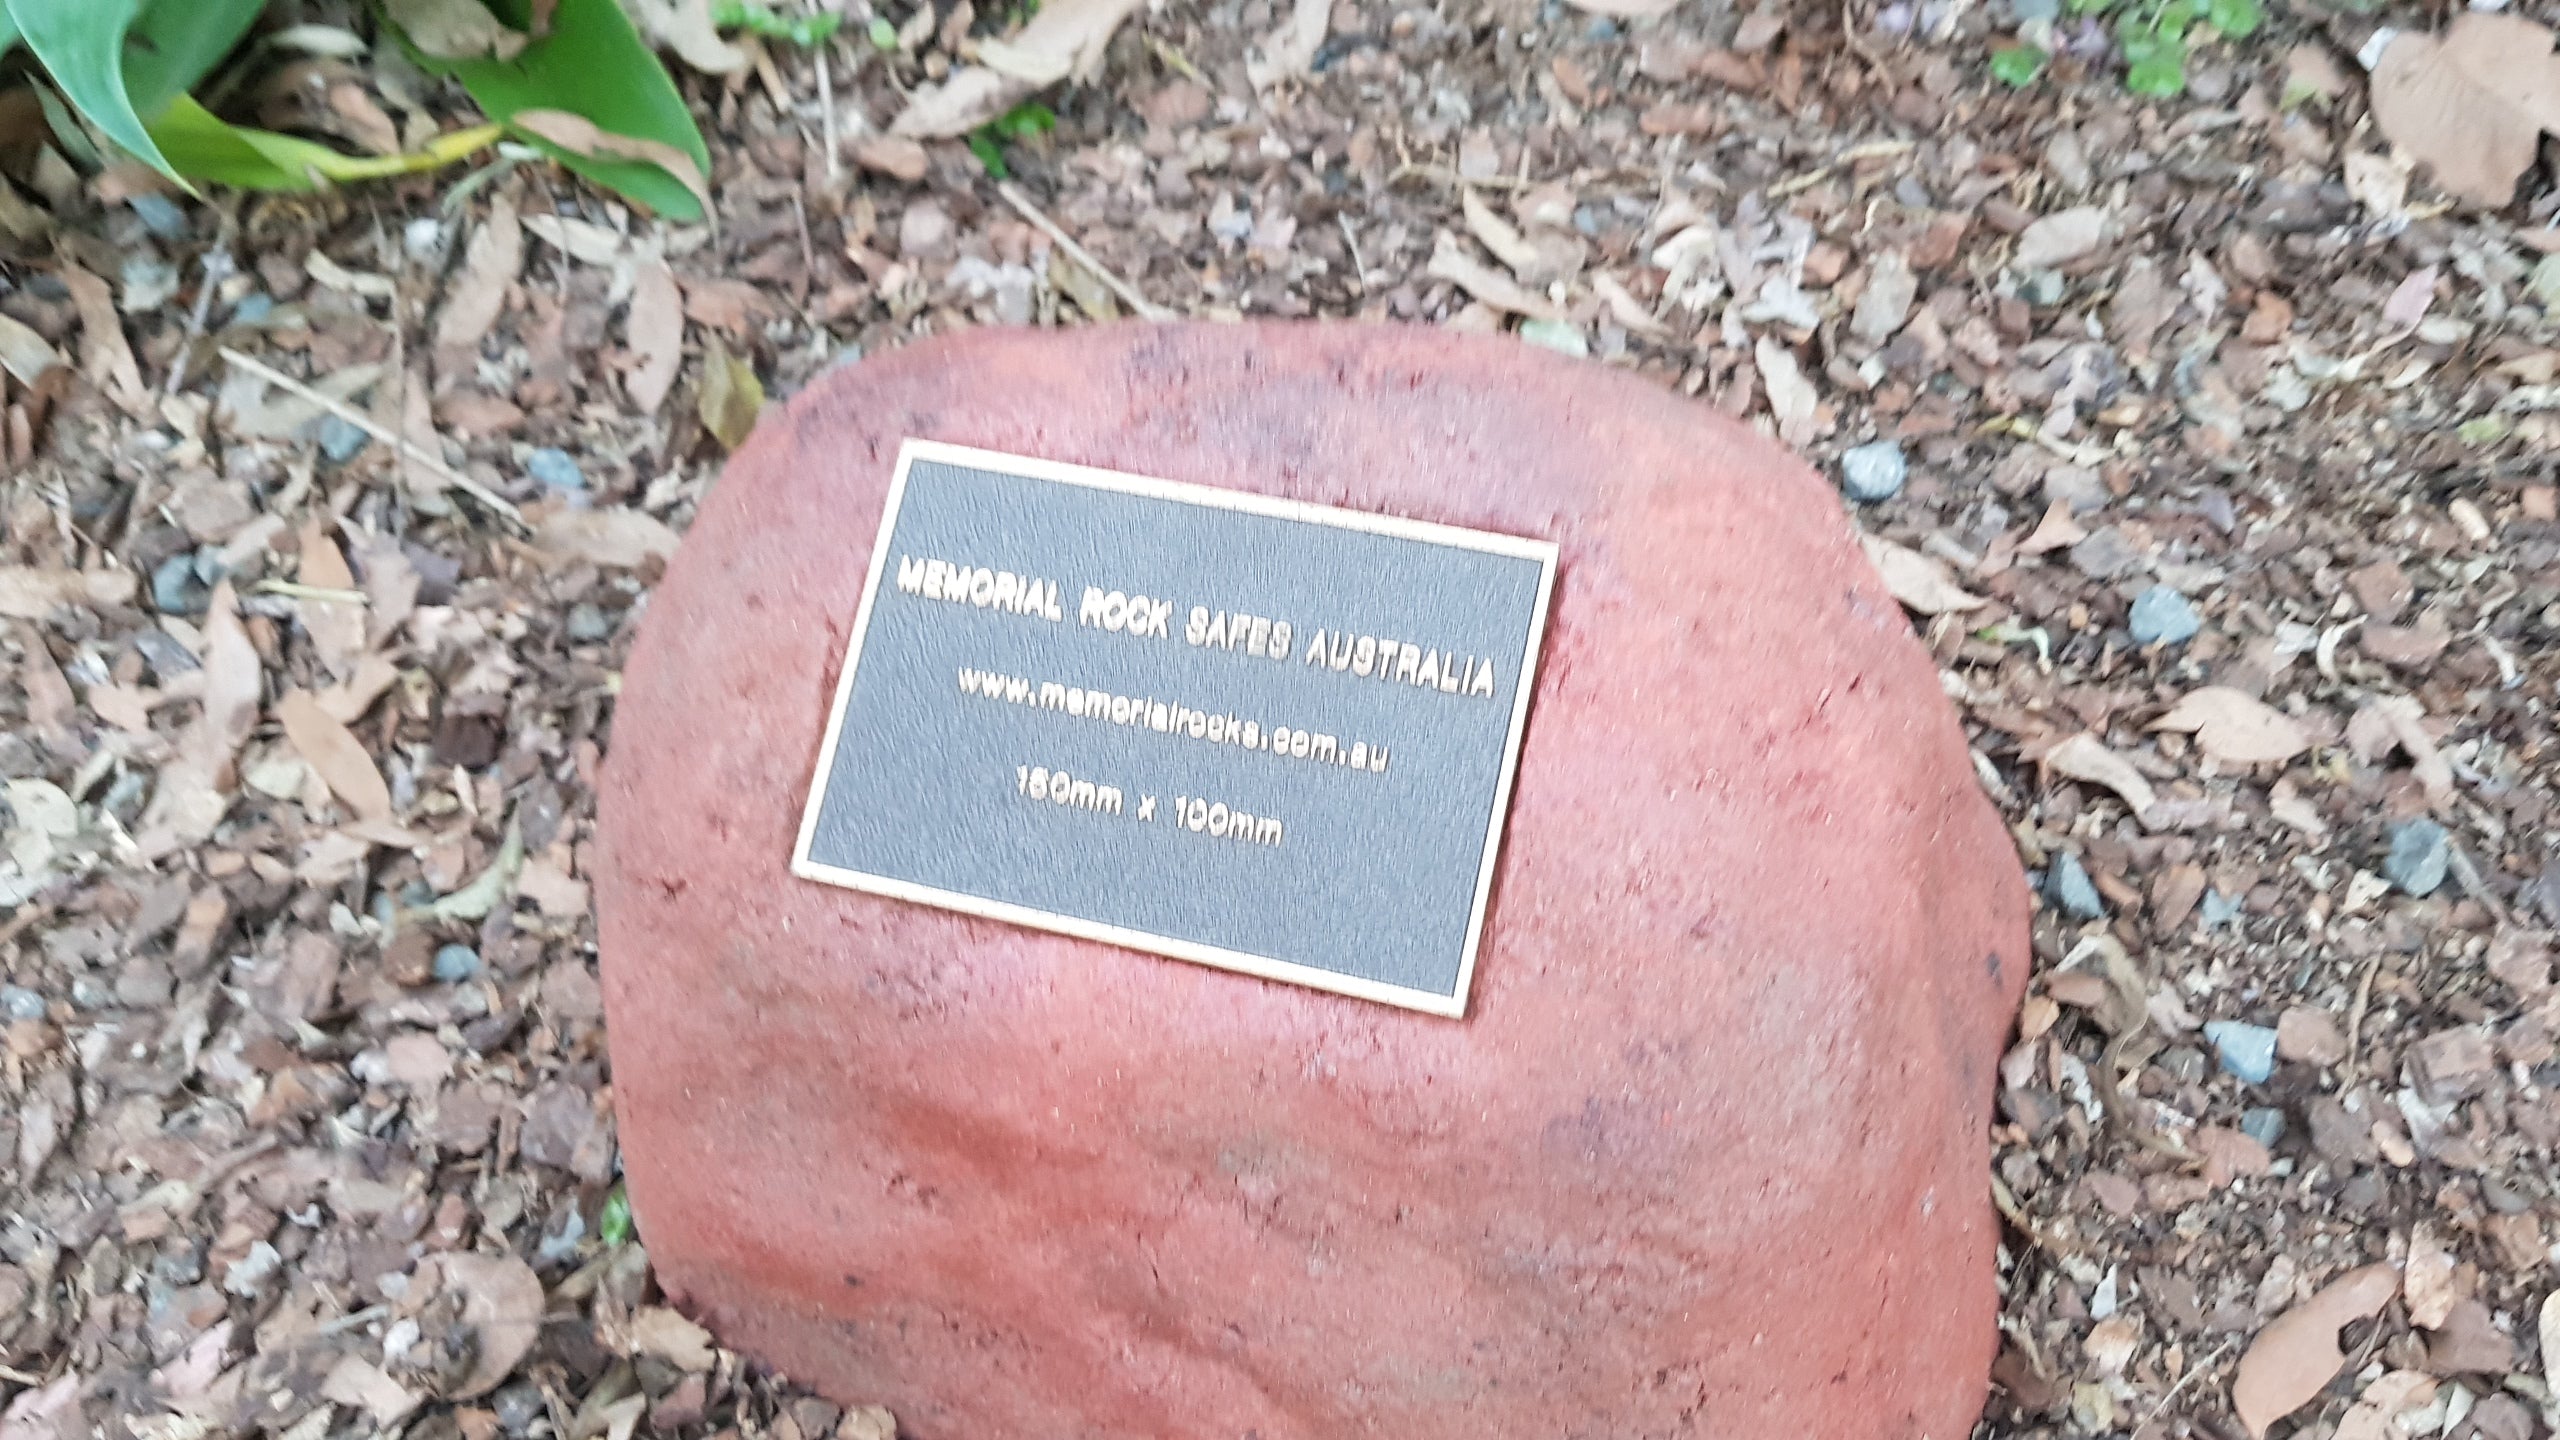 MEMORIAL ROCK SAFES AUSTRALIA
www.memorialrocks.com.au
150mm x 100mm